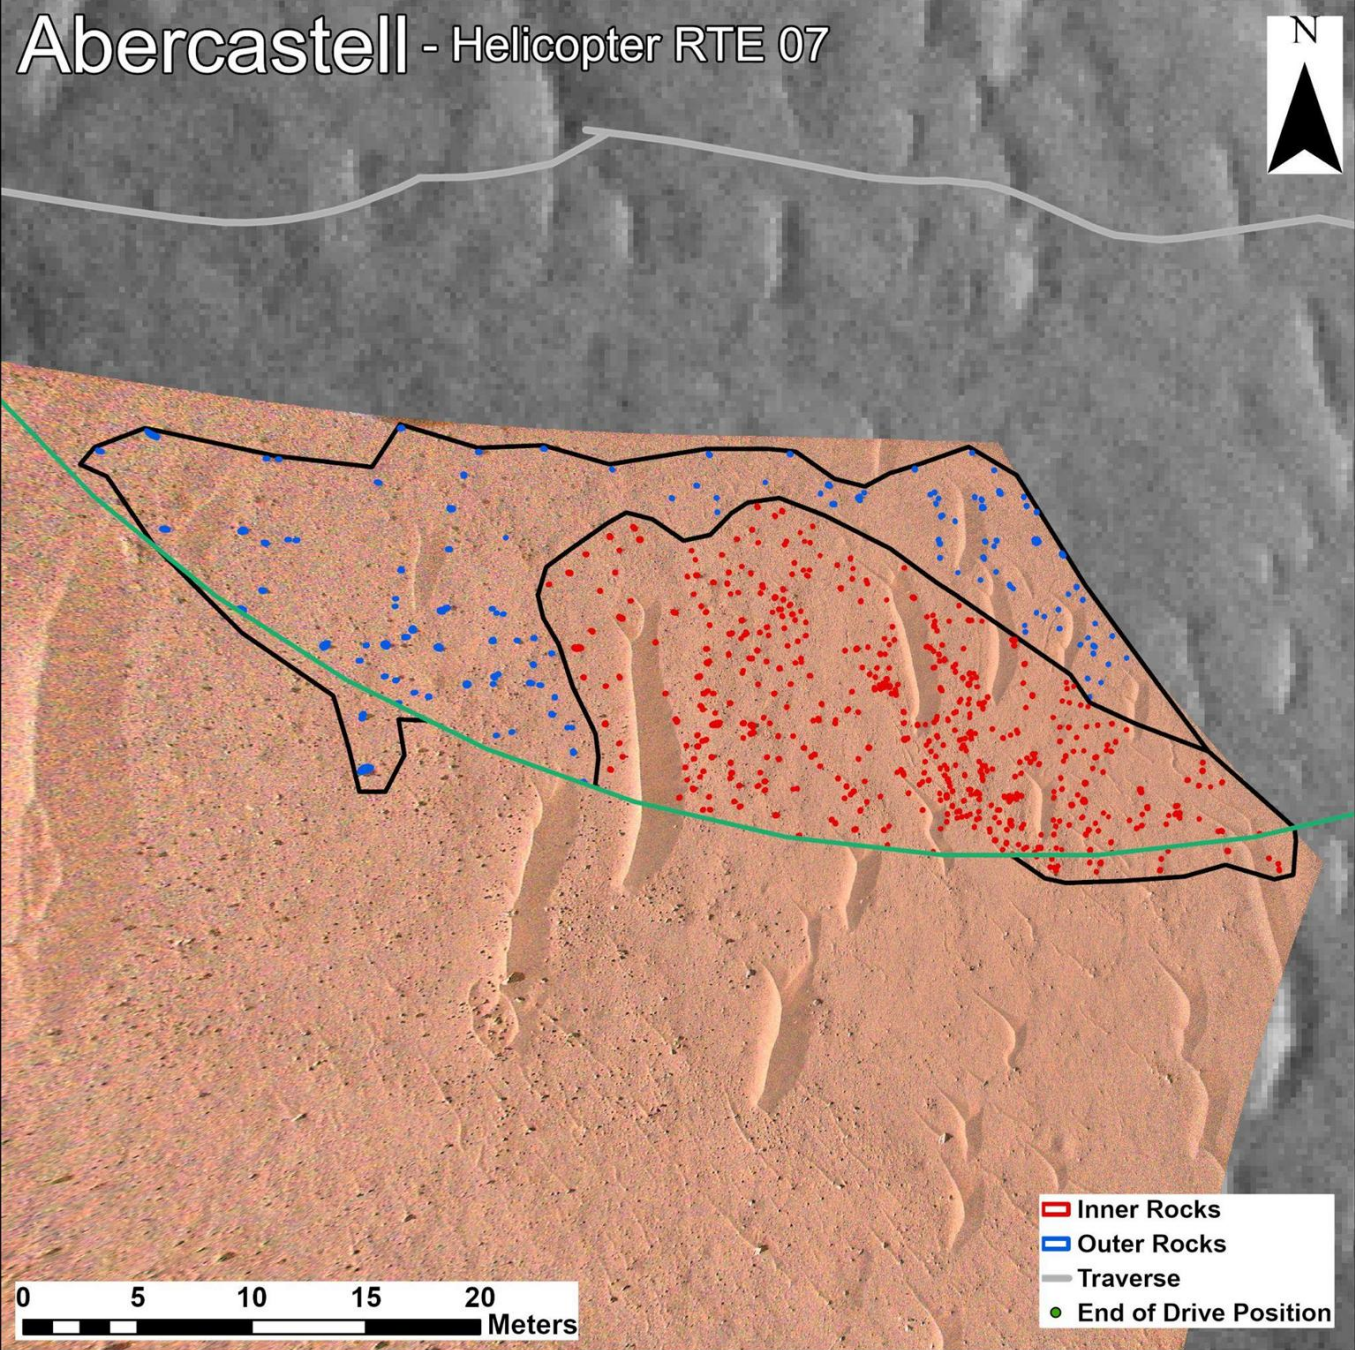 Abercastell - Helicopter RTE 07
N
Inner Rocks
Outer Rocks
Traverse
End of Drive Position
0 5 10 15 20
Meters